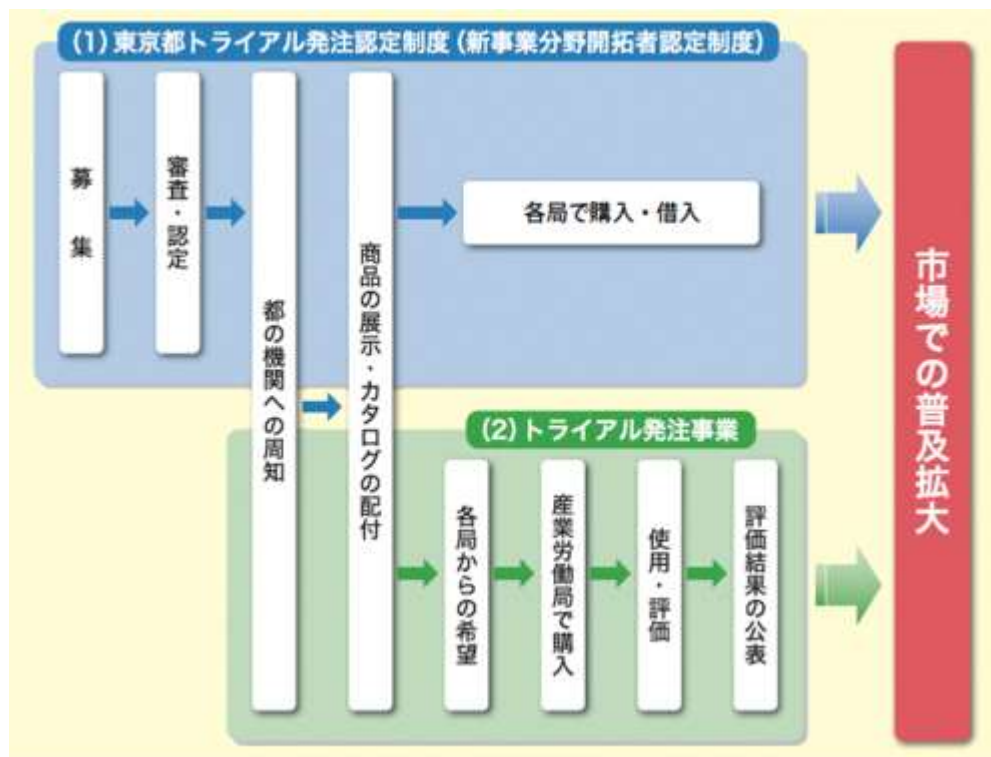 (1)東京都トライアル発注認定制度(新事業分野開拓者認定制度)
募集
審査・認定
都の機関への周知
商品の展示・カタログの配付
各局で購入・借入
(2)トライアル発注事業
各局からの希望
産業労働局で購入
使用・評価
評価結果の公表
市場での普及拡大